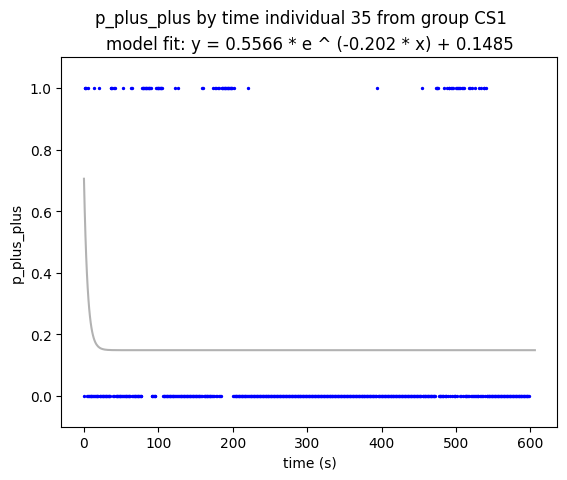 p_plus_plus by time individual 35 from group CS1
model fit: y = 0.5566 * e ^ (-0.202 * x) + 0.1485
1.0
0.8
0.6
0.4
0.2
0.0
p_plus_plus
0 100 200 300 400 500 600
time (s)